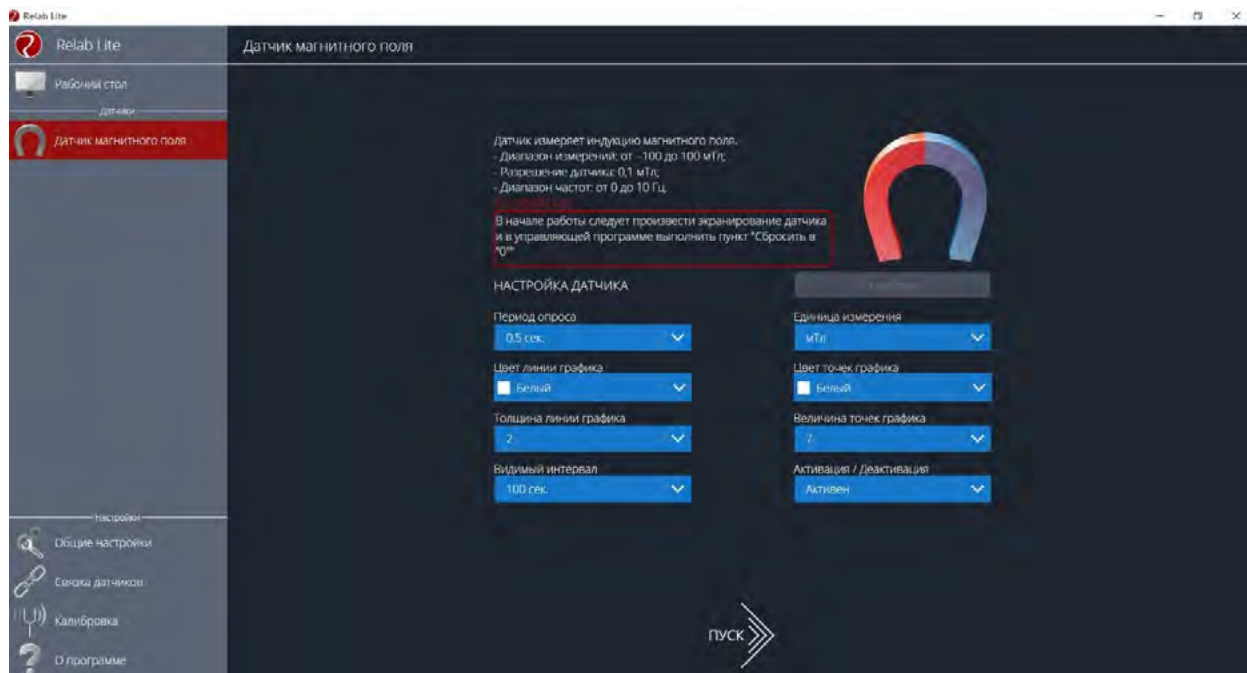 Relab Lite
Relab Lite
Датчик магнитного поля
Рабочий стол
Датчики
Датчик магнитного поля
Датчик измеряет индукцию магнитного поля.
- Диапазон измерений: от -100 до 100 мТл;
- Разрешение датчика: 0,1 мТл;
- Диапазон частот: от 0 до 10 Гц.
В начале работы следует произвести экранирование датчика
и в управляющей программе выполнить пункт "Сбросить в
"0""
НАСТРОЙКА ДАТЧИКА
Период опроса
Единица измерения
0,5 сек.
мТл
Цвет линии графика
Цвет точек графика
Белый
Белый
Толщина линии графика
Величина точек графика
2
7
Видимый интервал
Активация / Деактивация
100 сек.
Активен
Настройки
Общие настройки
Связка датчиков
Калибровка
О программе
ПУСК